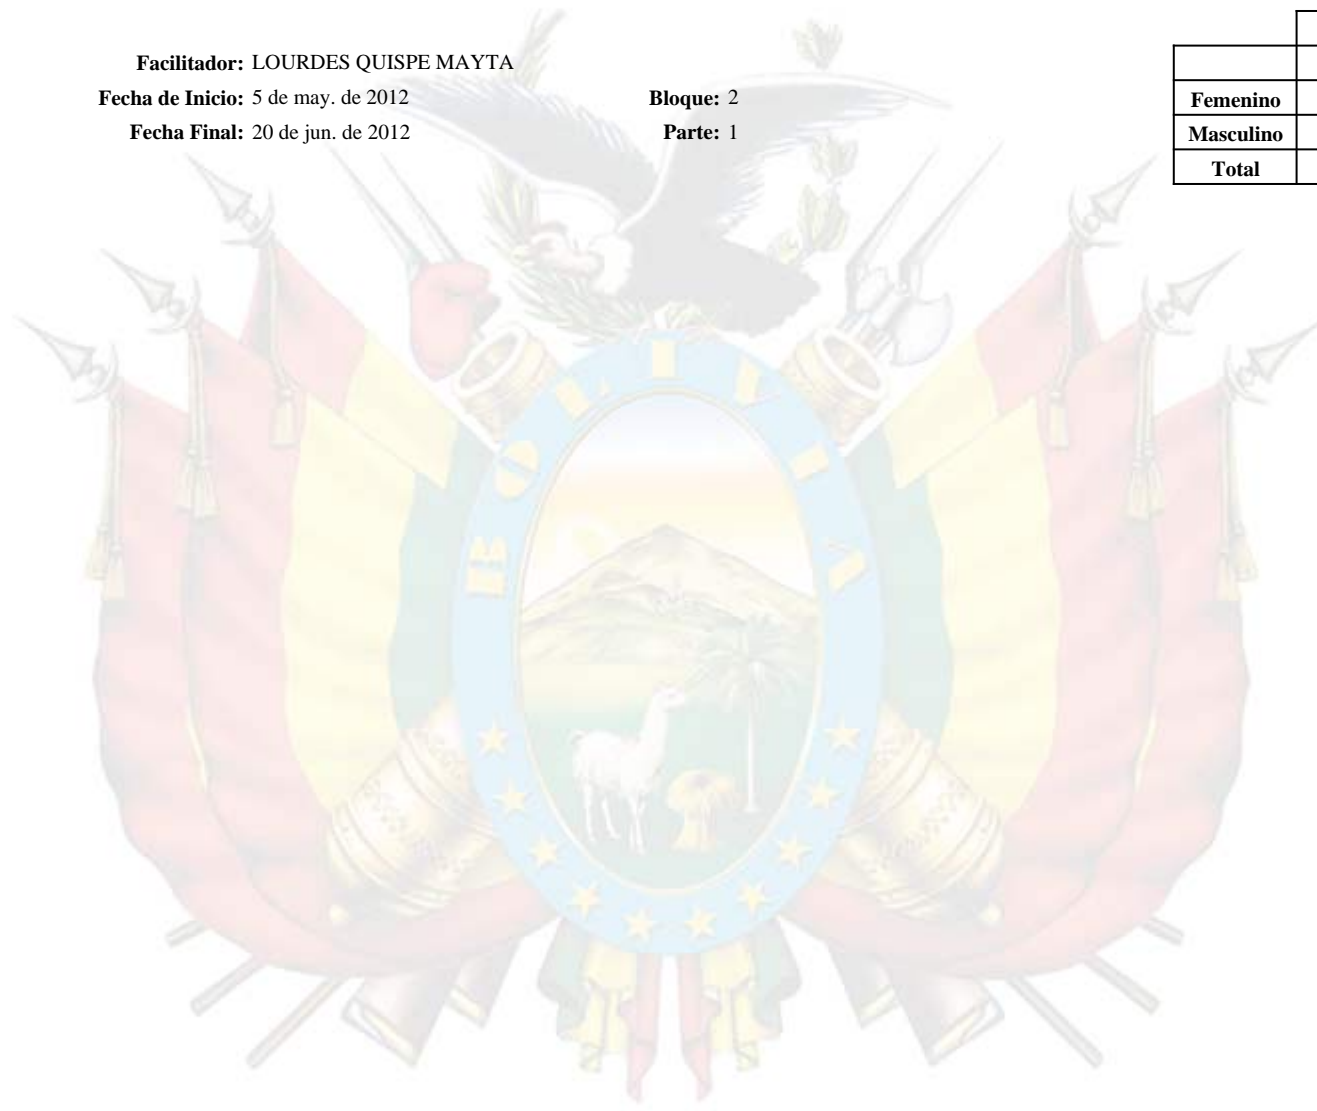 Facilitador: LOURDES QUISPE MAYTA
Fecha de Inicio: 5 de may. de 2012 Bloque: 2
Fecha Final: 20 de jun. de 2012 Parte: 1
Femenino
Masculino
Total
BOLIVIA